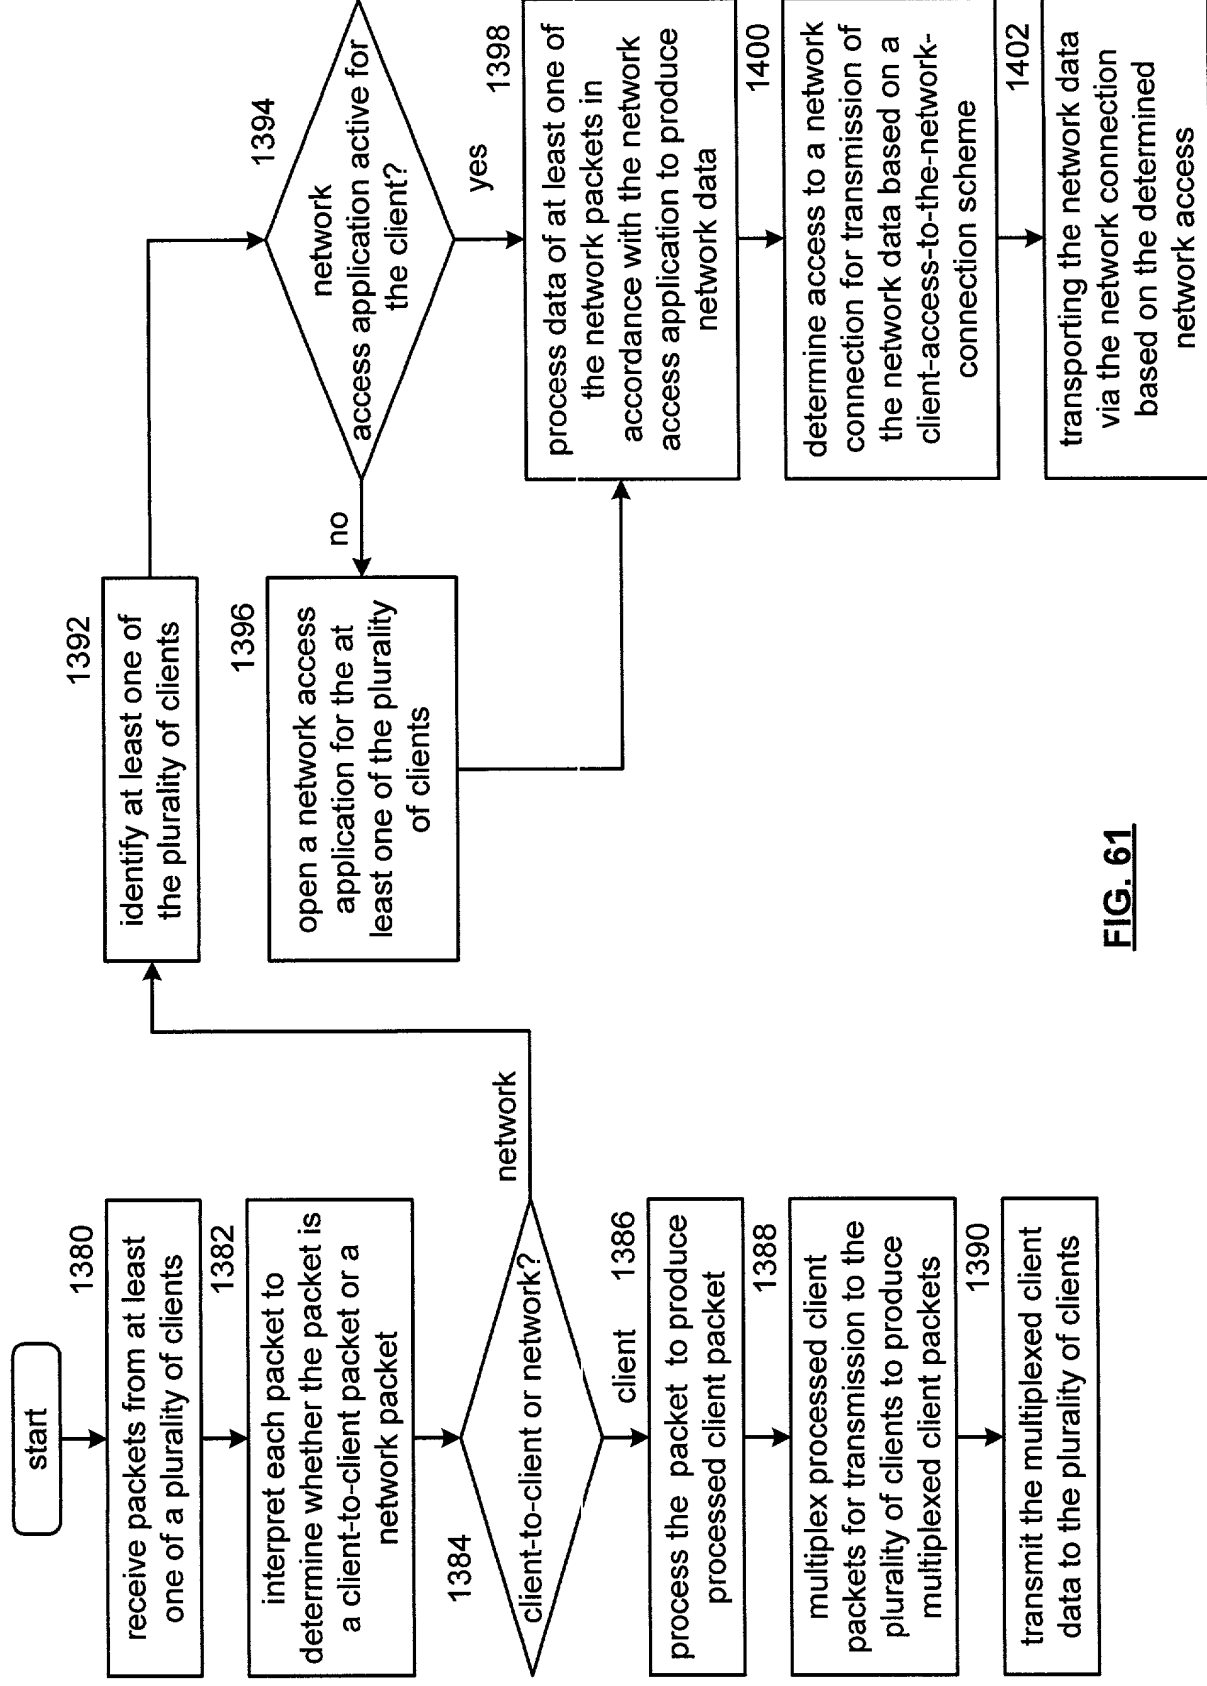 start
1380
receive packets from at least
one of a plurality of clients
1382
interpret each packet to
determine whether the packet is
a client-to-client packet or a
network packet
1384
client-to-client or network?
network
client
1386
process the packet to produce
processed client packet
1388
multiplex processed client
packets for transmission to the
plurality of clients to produce
multiplexed client packets
1390
transmit the multiplexed client
data to the plurality of clients
1392
identify at least one of
the plurality of clients
1394
network
access application active for
the client?
no
yes
1396
open a network access
application for the at
least one of the plurality
of clients
1398
process data of at least one of
the network packets in
accordance with the network
access application to produce
network data
1400
determine access to a network
connection for transmission of
the network data based on a
client-access-to-the-network-
connection scheme
1402
transporting the network data
via the network connection
based on the determined
network access
FIG. 61